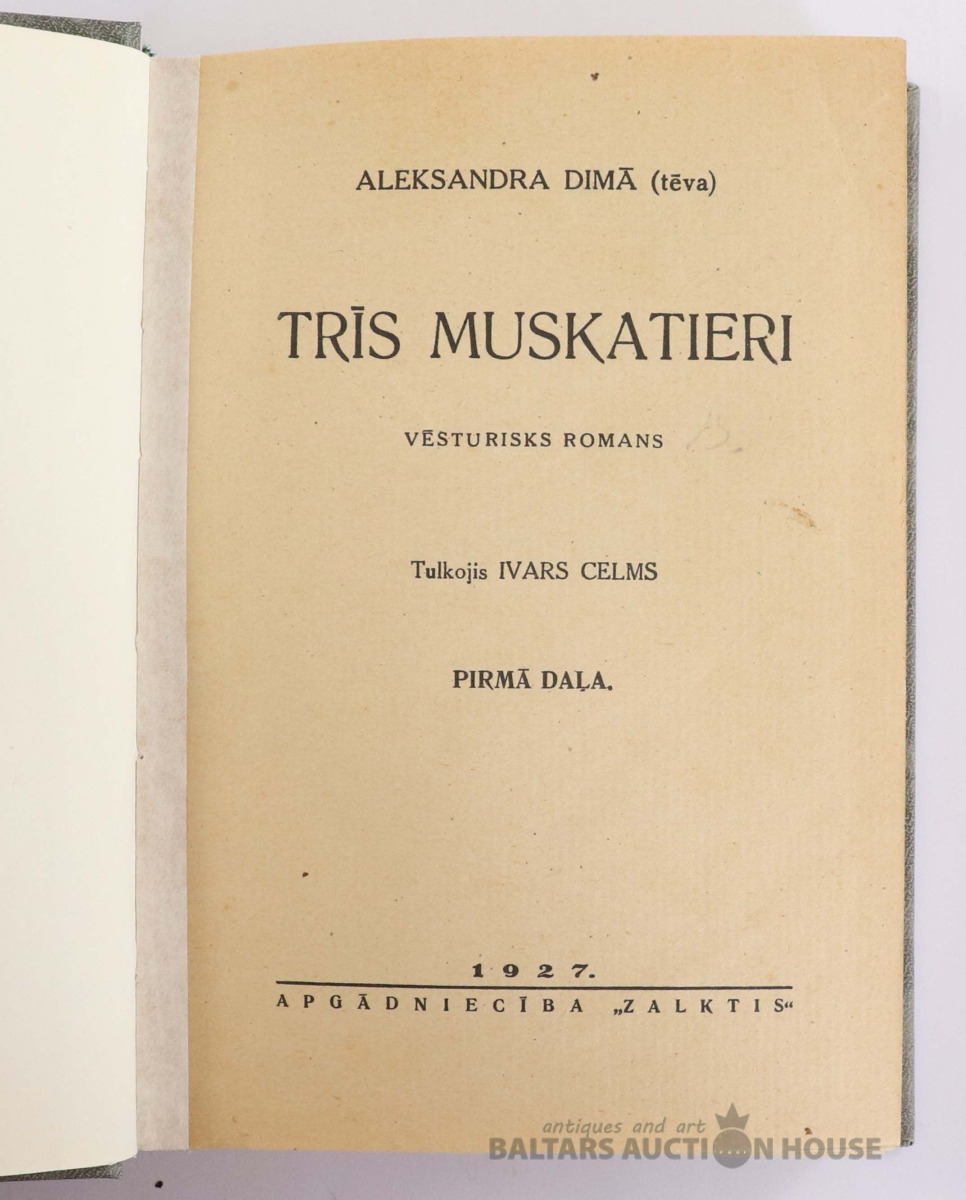 ALEKSANDRA DIMĀ (tēva)
TRĪS MUSKATIERI
VĒSTURISKS ROMANS
Tulkojis IVARS CELMS
PIRMĀ DAĻA.
1927.
APGĀDNIECĪBA „ZALKTIS“
antiques and art
BALTARS AUCTION HOUSE